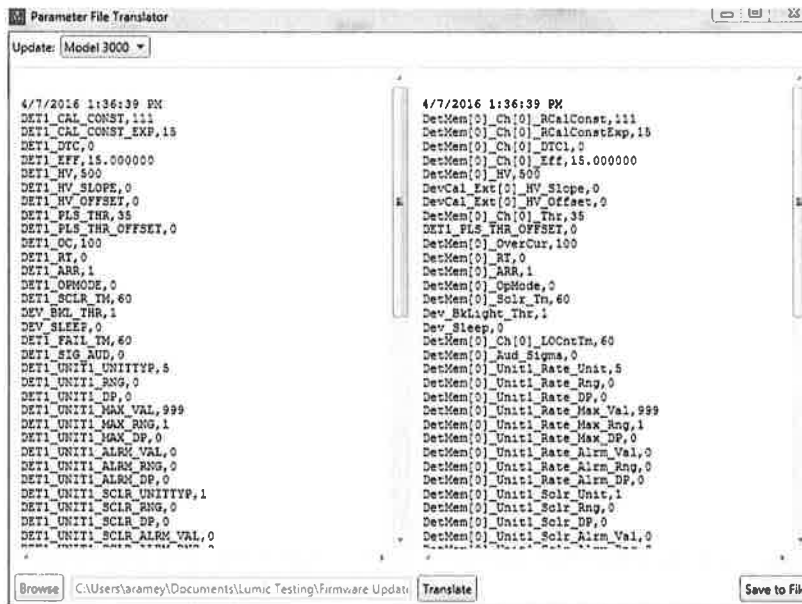 Parameter File Translator
Update: Model 3000
4/7/2016 1:36:39 PM
DET1_CAL_CONST,111
DET1_CAL_CONST_EXP,15
DET1_DTC,0
DET1_EFF,15.000000
DET1_HV,500
DET1_HV_SLOPE,0
DET1_HV_OFFSET,0
DET1_PLS_THR,35
DET1_PLS_THR_OFFSET,0
DET1_OC,100
DET1_RT,0
DET1_ARR,1
DET1_OPMODE,0
DET1_SCLR_TM,60
DEV_BKL_THR,1
DEV_SLEEP,0
DET1_FAIL_TM,60
DET1_SIG_AUD,0
DET1_UNIT1_UNITTYP,5
DET1_UNIT1_RNG,0
DET1_UNIT1_DP,0
DET1_UNIT1_MAX_VAL,999
DET1_UNIT1_MAX_RNG,1
DET1_UNIT1_MAX_DP,0
DET1_UNIT1_ALRM_VAL,0
DET1_UNIT1_ALRM_RNG,0
DET1_UNIT1_ALRM_DP,0
DET1_UNIT1_SCLR_UNITTYP,1
DET1_UNIT1_SCLR_RNG,0
DET1_UNIT1_SCLR_DP,0
DET1_UNIT1_SCLR_ALRM_VAL,0
4/7/2016 1:36:39 PM
DetMem[0]_Ch[0]_RCalConst,111
DetMem[0]_Ch[0]_RCalConstExp,15
DetMem[0]_Ch[0]_DTC1,0
DetMem[0]_Ch[0]_Eff,15.000000
DetMem[0]_HV,500
DevCal_Ext[0]_HV_Slope,0
DevCal_Ext[0]_HV_Offset,0
DetMem[0]_Ch[0]_Thr,35
DET1_PLS_THR_OFFSET,0
DetMem[0]_OverCur,100
DetMem[0]_RT,0
DetMem[0]_ARR,1
DetMem[0]_OpMode,0
DetMem[0]_Sclr_Tm,60
Dev_BkLight_Thr,1
Dev_Sleep,0
DetMem[0]_Ch[0]_LOCntTm,60
DetMem[0]_Aud_Sigma,0
DetMem[0]_Unit1_Rate_Unit,5
DetMem[0]_Unit1_Rate_Rng,0
DetMem[0]_Unit1_Rate_DP,0
DetMem[0]_Unit1_Rate_Max_Val,999
DetMem[0]_Unit1_Rate_Max_Rng,1
DetMem[0]_Unit1_Rate_Max_DP,0
DetMem[0]_Unit1_Rate_Alrm_Val,0
DetMem[0]_Unit1_Rate_Alrm_Rng,0
DetMem[0]_Unit1_Rate_Alrm_DP,0
DetMem[0]_Unit1_Sclr_Unit,1
DetMem[0]_Unit1_Sclr_Rng,0
DetMem[0]_Unit1_Sclr_DP,0
DetMem[0]_Unit1_Sclr_Alrm_Val,0
Browse C:\Users\aramey\Documents\Lumic Testing\Firmware Updat Translate Save to Fil